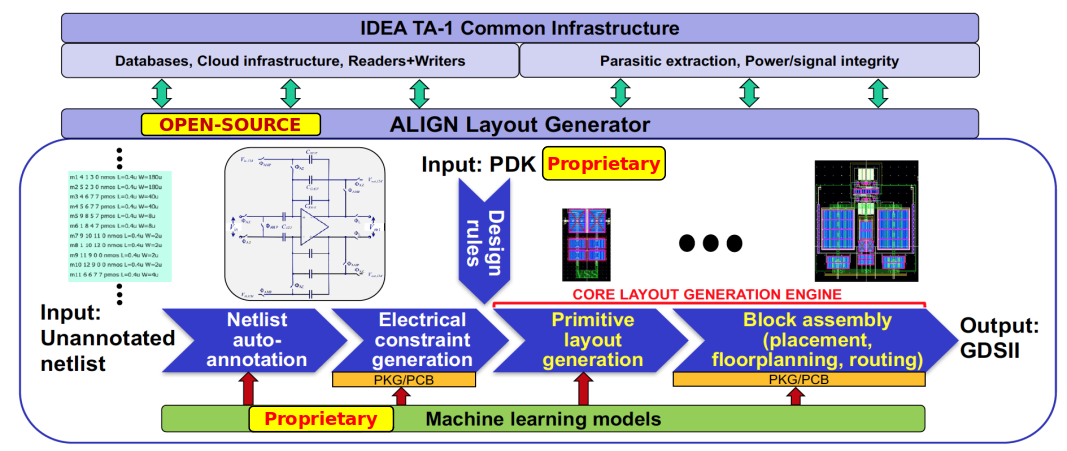 IDEA TA-1 Common Infrastructure
Databases, Cloud infrastructure, Readers+Writers
Parasitic extraction, Power/signal integrity
OPEN-SOURCE
ALIGN Layout Generator
m1 4 1 3 0 nmos L=0.4u W=180u
m2 5 2 3 0 nmos L=0.4u W=180u
m3 4 6 7 7 pmos L=0.4u W=40u
m4 5 6 7 7 pmos L=0.4u W=40u
m5 9 8 5 7 pmos L=0.4u W=8u
m6 1 8 4 7 pmos L=0.4u W=8u
m7 9 10 11 0 nmos L=0.4u W=2u
m8 1 10 12 0 nmos L=0.4u W=2u
m9 11 9 0 0 nmos L=0.4u W=2u
m10 12 9 0 0 nmos L=0.4u W=2u
m11 6 6 7 7 pmos L=0.4u W=4u
Input: PDK
Proprietary
Design
rules
VSS
CORE LAYOUT GENERATION ENGINE
Input:
Unannotated
netlist
Netlist
auto-
annotation
Electrical
constraint
generation
Primitive
layout
generation
Block assembly
(placement,
floorplanning, routing)
Output:
GDSII
PKG/PCB
PKG/PCB
Proprietary
Machine learning models